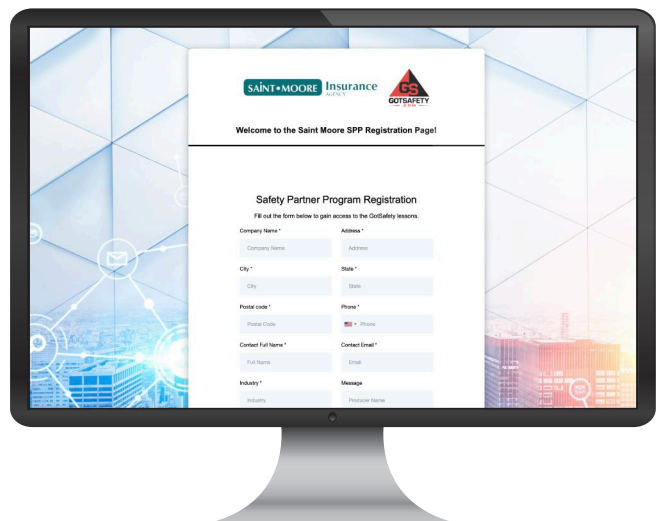 SAINT•MOORE Insurance
AGENCY
GS
GOTSAFETY
.COM
Welcome to the Saint Moore SPP Registration Page!
Safety Partner Program Registration
Fill out the form below to gain access to the GotSafety lessons.
Company Name * Address *
Company Name Address
City * State *
City State
Postal code * Phone *
Postal Code Phone
Contact Full Name * Contact Email *
Full Name Email
Industry * Message
Industry Producer Name